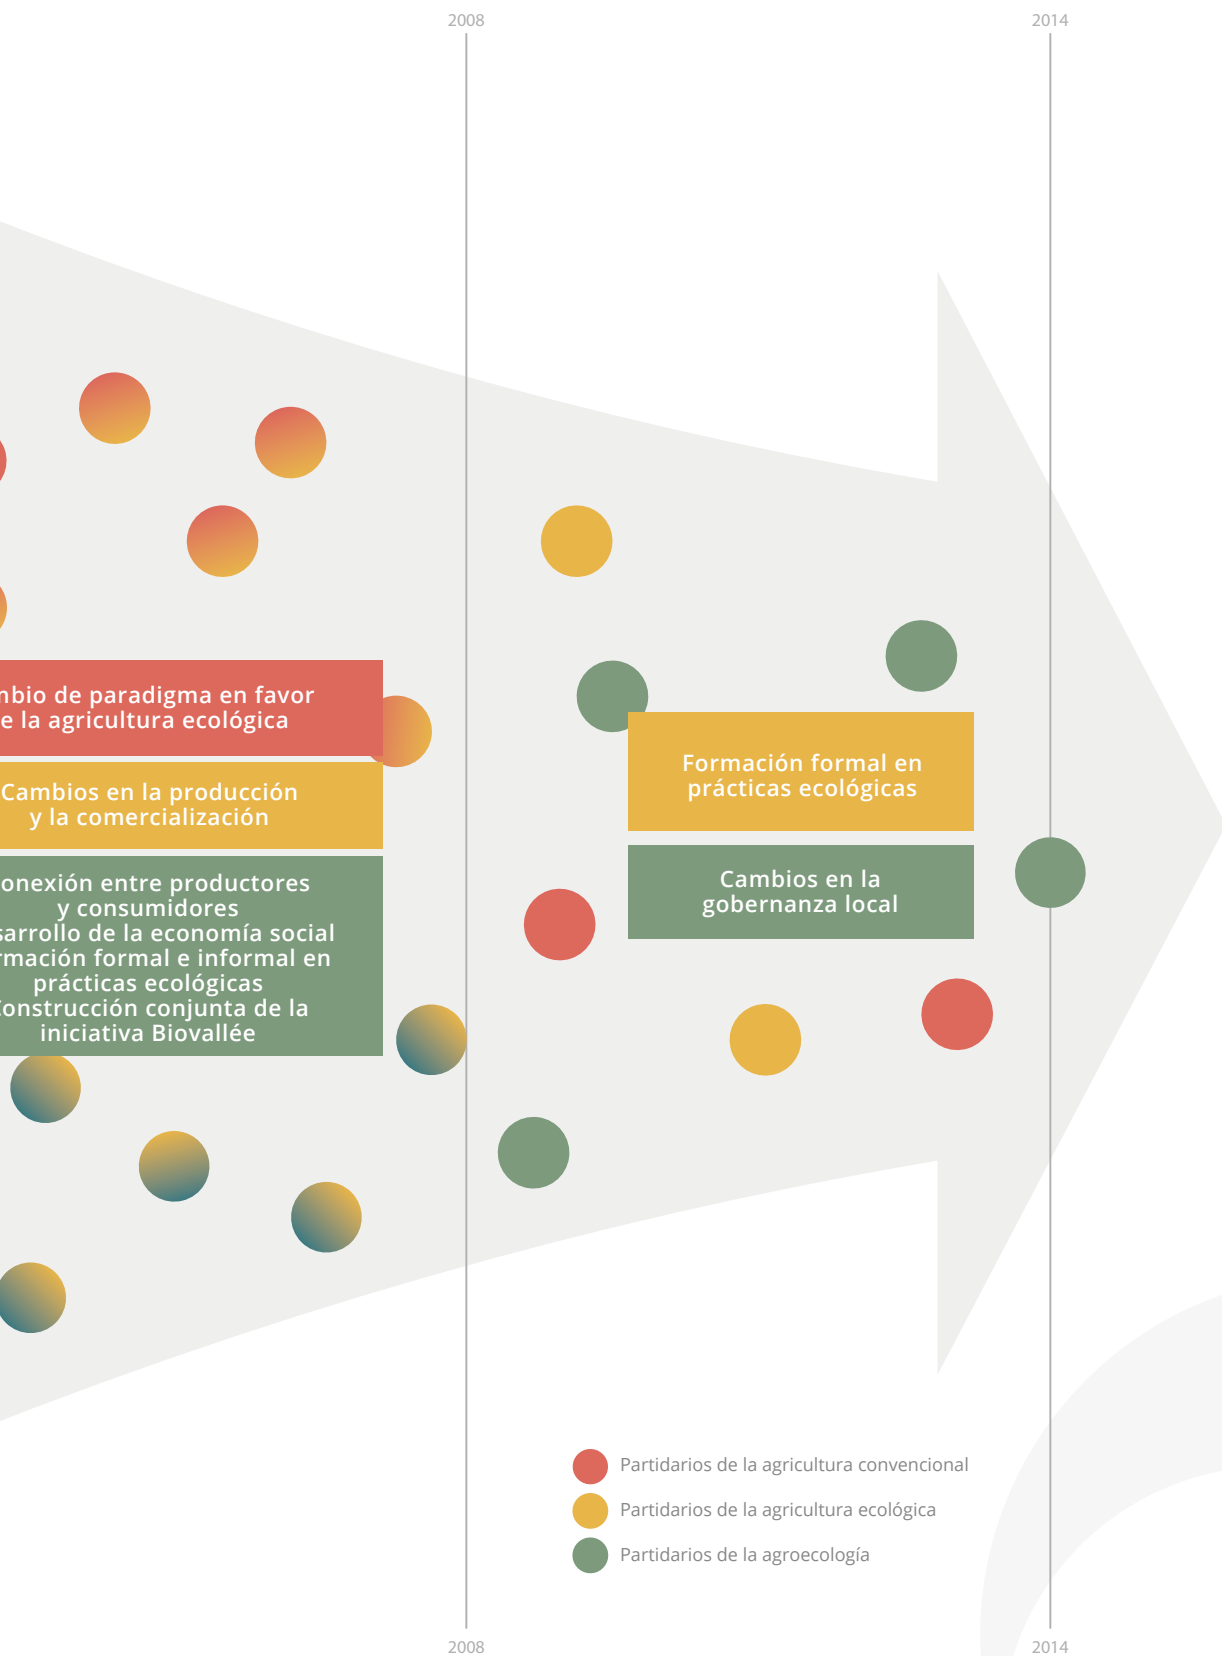 2008
2014
mbio de paradigma en favor
e la agricultura ecológica
Cambios en la producción
y la comercialización
onexión entre productores
y consumidores
sarrollo de la economía social
rmación formal e informal en
prácticas ecológicas
onstrucción conjunta de la
iniciativa Biovallée
Formación formal en
prácticas ecológicas
Cambios en la
gobernanza local
Partidarios de la agricultura convencional
Partidarios de la agricultura ecológica
Partidarios de la agroecología
2008
2014